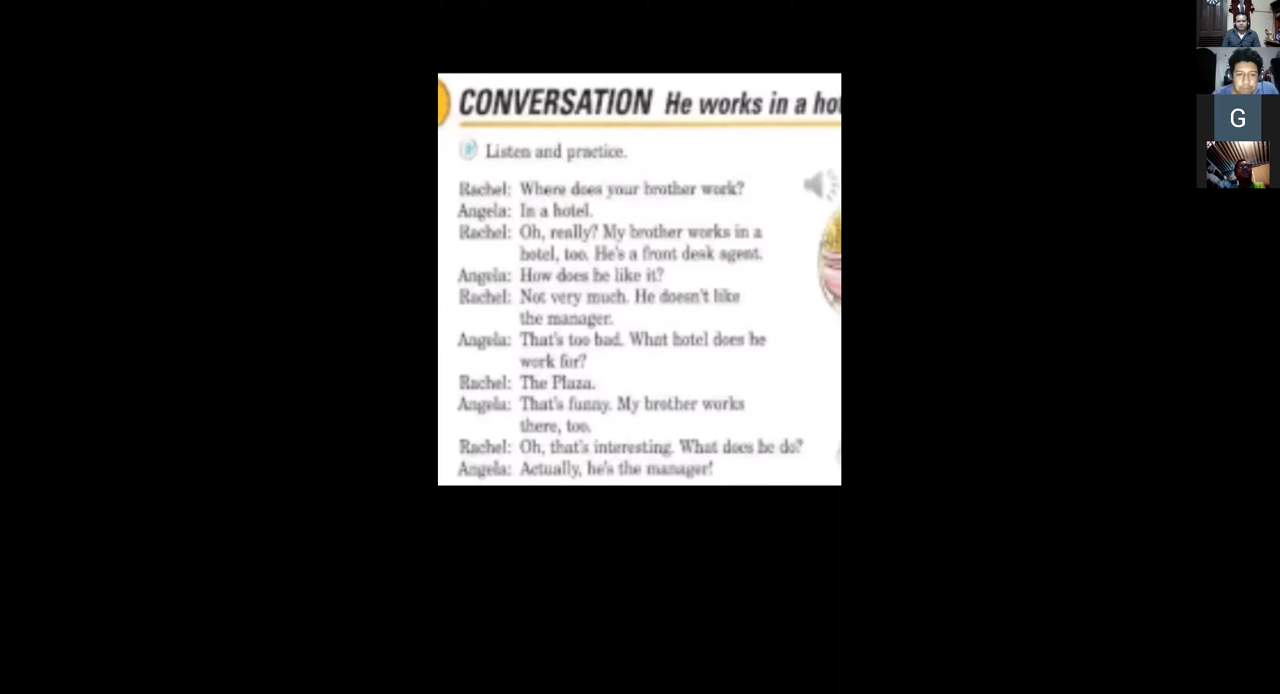 CONVERSATION He works in a ho
Listen and practice.
Rachel: Where does your brother work?
Angela: In a hotel.
Rachel: Oh, really? My brother works in a
hotel, too. He's a front desk agent.
Angela: How does he like it?
Rachel: Not very much. He doesn't like
the manager.
Angela: That's too bad. What hotel does he
work for?
Rachel: The Plaza.
Angela: That's funny. My brother works
there, too.
Rachel: Oh, that's interesting. What does he do?
Angela: Actually, he's the manager!
G